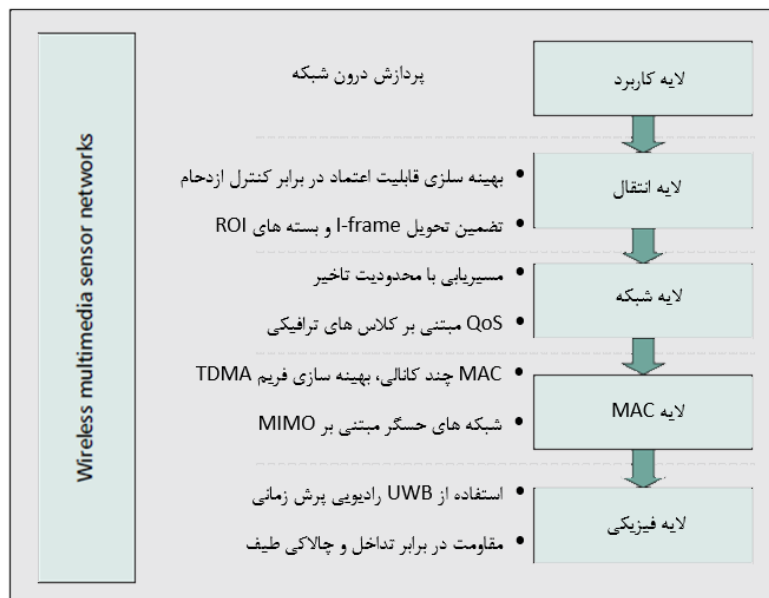 Wireless multimedia sensor networks
لایه کاربرد
پردازش درون شبکه
لایه انتقال
• بهینه سلزی قابلیت اعتماد در برابر کنترل ازدحام
• تضمین تحویل I-frame و بسته های ROI
لایه شبکه
• مسیریابی با محدودیت تاخیر
• QoS مبتنی بر کلاس های ترافیکی
لایه MAC
• MAC چند کانالی، بهینه سازی فریم TDMA
• شبکه های حسگر مبتنی بر MIMO
لایه فیزیکی
• استفاده از UWB رادیویی پرش زمانی
• مقاومت در برابر تداخل و چالاکی طیف